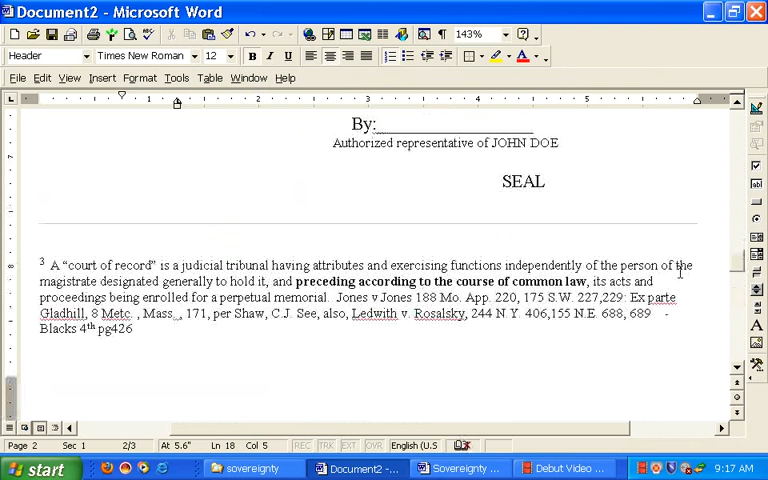 Document2 - Microsoft Word
143%
Header Times New Roman 12 B I U
File Edit View Insert Format Tools Table Window Help
1 2 3 4 5
By:
Authorized representative of JOHN DOE
SEAL
3 A “court of record” is a judicial tribunal having attributes and exercising functions independently of the person of the
magistrate designated generally to hold it, and preceding according to the course of common law, its acts and
proceedings being enrolled for a perpetual memorial. Jones v Jones 188 Mo. App. 220, 175 S.W. 227,229: Ex parte
Gladhill, 8 Metc. , Mass., 171, per Shaw, C.J. See, also, Ledwith v. Rosalsky, 244 N.Y. 406,155 N.E. 688, 689 -
Blacks 4th pg426
Page 2 Sec 1 2/3 At 5.6" Ln 18 Col 5 REC TRK EXT OVR English (U.S
start sovereignty Document2 -... Sovereignty ... Debut Video ... 9:17 AM